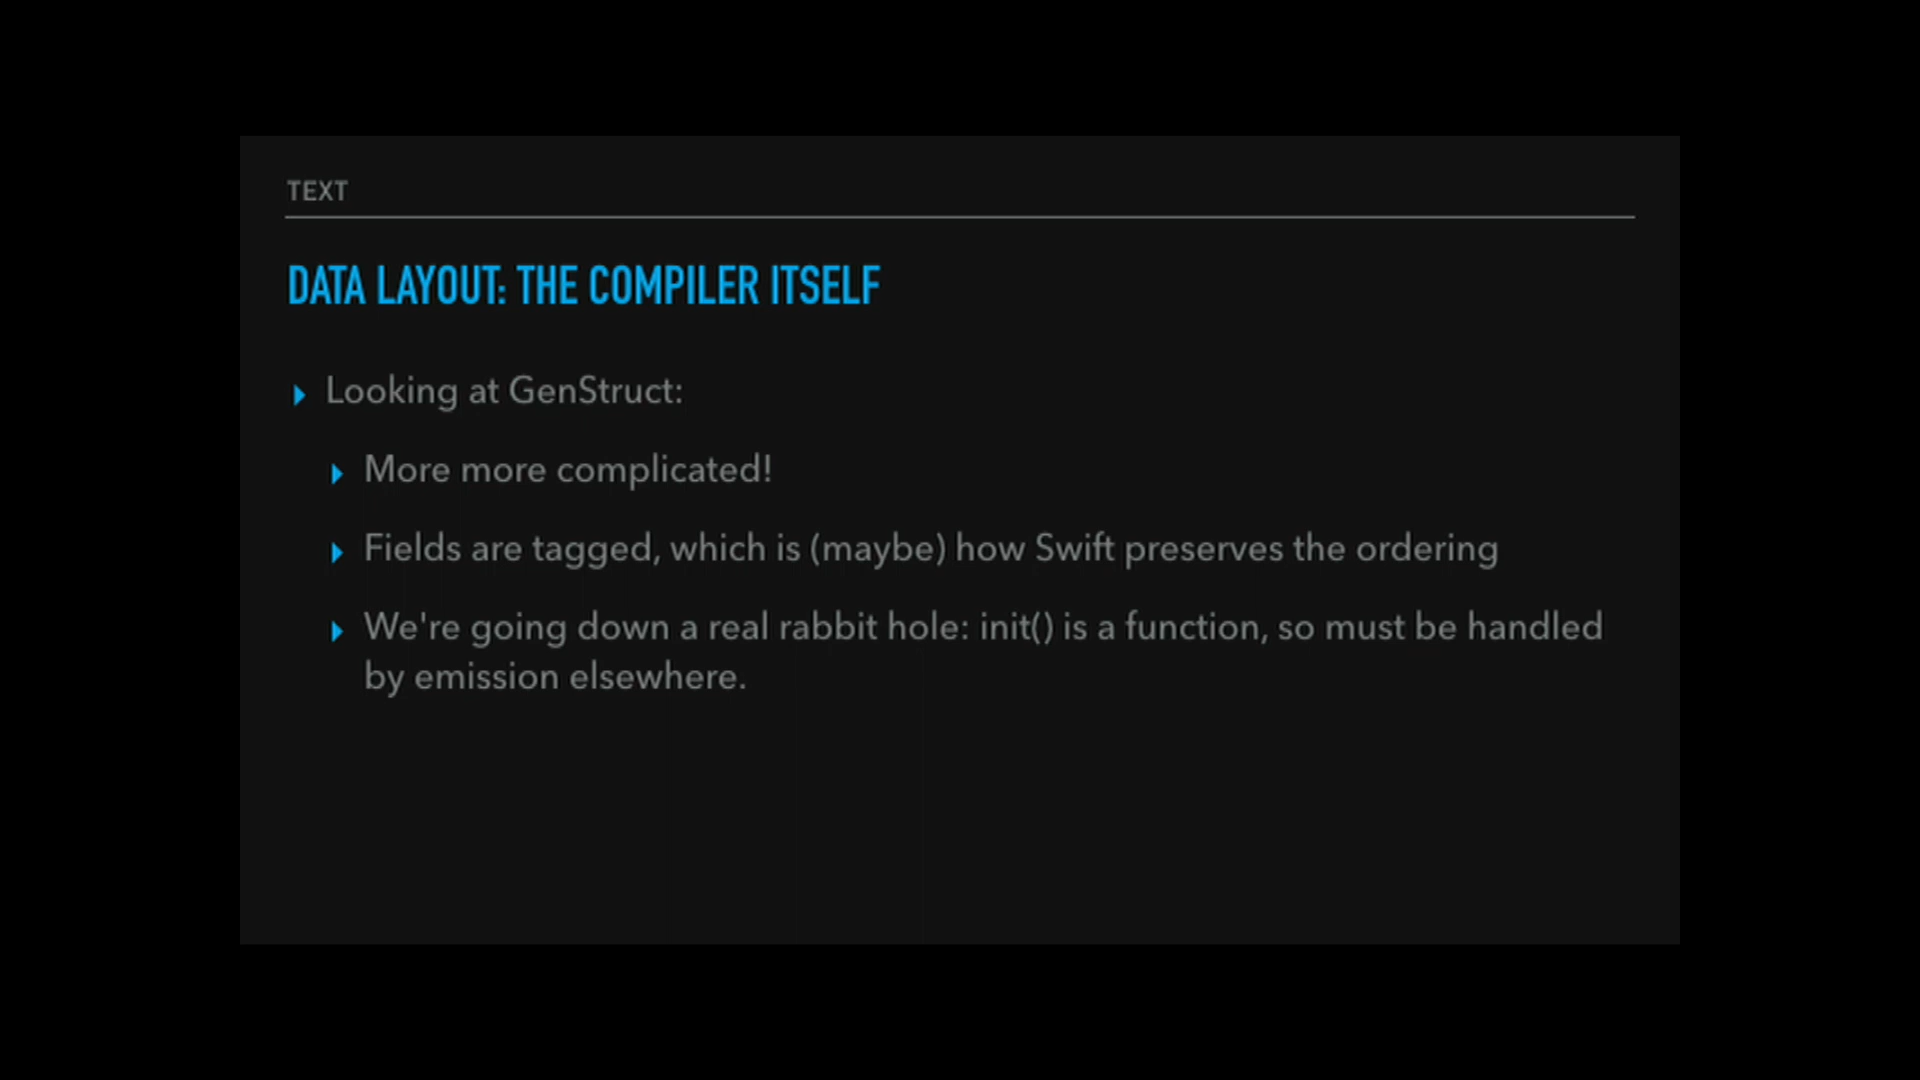 TEXT
DATA LAYOUT: THE COMPILER ITSELF
Looking at GenStruct:
More more complicated!
Fields are tagged, which is (maybe) how Swift preserves the ordering
We're going down a real rabbit hole: init() is a function, so must be handled
by emission elsewhere.